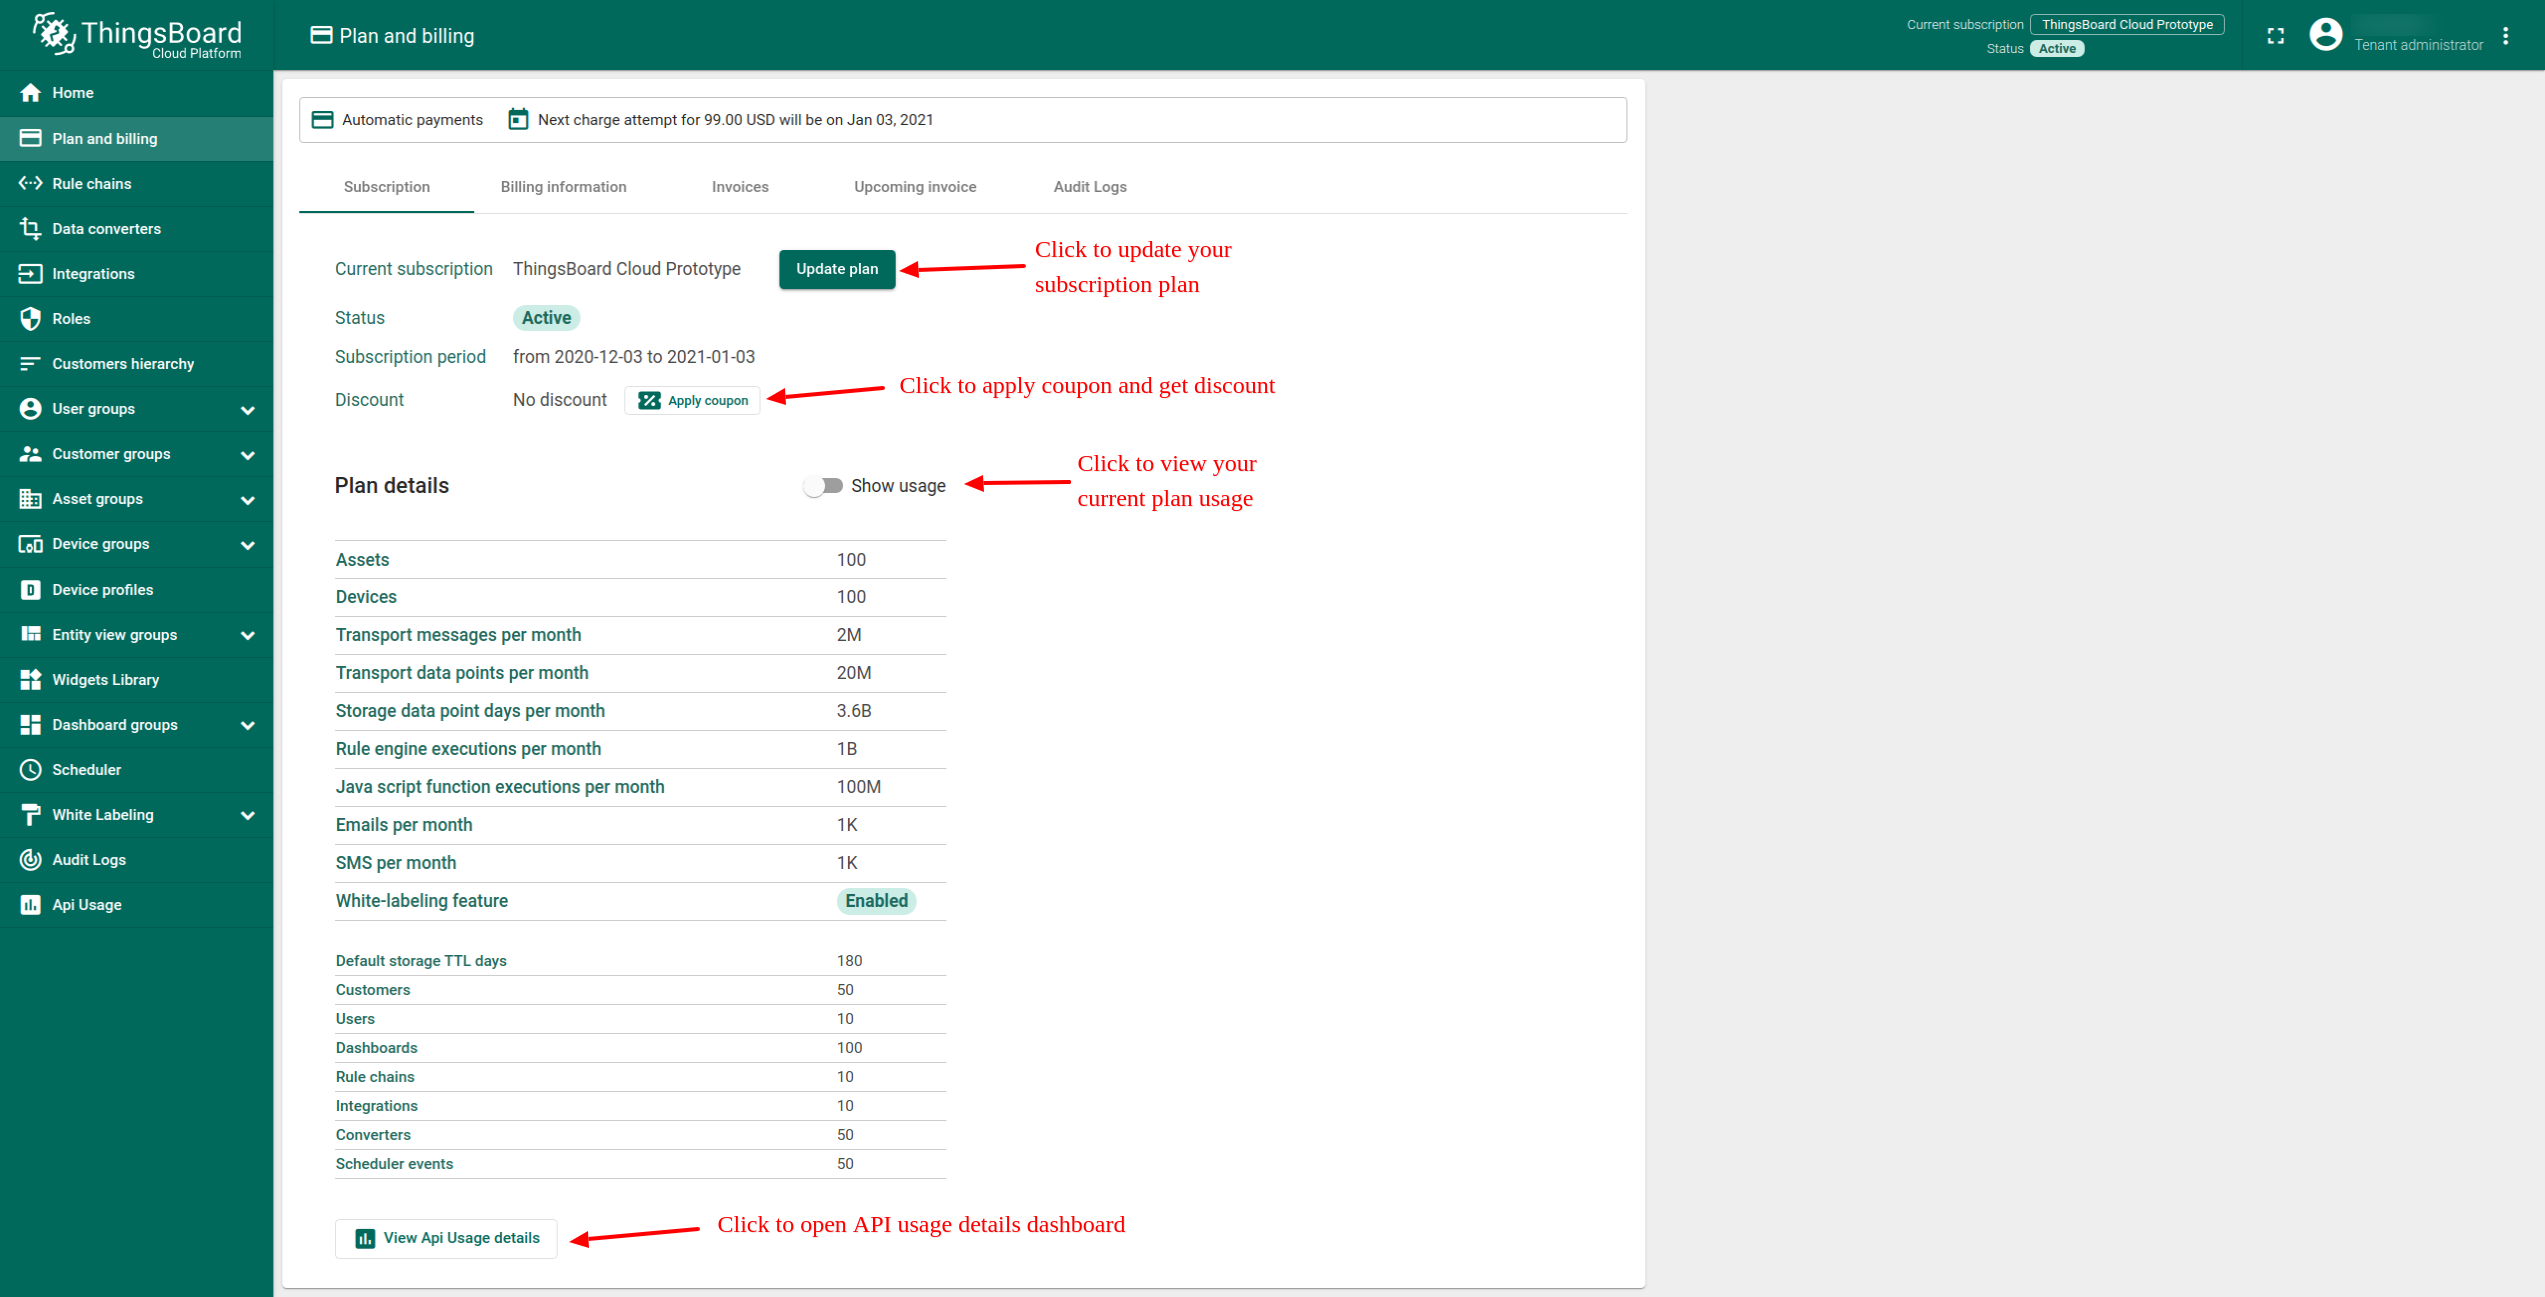 ThingsBoard
Cloud Platform
Plan and billing
Current subscription ThingsBoard Cloud Prototype
Status Active
Tenant administrator
Home
Plan and billing
Rule chains
Data converters
Integrations
Roles
Customers hierarchy
User groups
Customer groups
Asset groups
Device groups
Device profiles
Entity view groups
Widgets Library
Dashboard groups
Scheduler
White Labeling
Audit Logs
Api Usage
Automatic payments Next charge attempt for 99.00 USD will be on Jan 03, 2021
Subscription Billing information Invoices Upcoming invoice Audit Logs
Current subscription ThingsBoard Cloud Prototype Update plan
Click to update your
subscription plan
Status Active
Subscription period from 2020-12-03 to 2021-01-03
Discount No discount Apply coupon
Click to apply coupon and get discount
Plan details Show usage
Click to view your
current plan usage
Assets 100
Devices 100
Transport messages per month 2M
Transport data points per month 20M
Storage data point days per month 3.6B
Rule engine executions per month 1B
Java script function executions per month 100M
Emails per month 1K
SMS per month 1K
White-labeling feature Enabled
Default storage TTL days 180
Customers 50
Users 10
Dashboards 100
Rule chains 10
Integrations 10
Converters 50
Scheduler events 50
View Api Usage details
Click to open API usage details dashboard